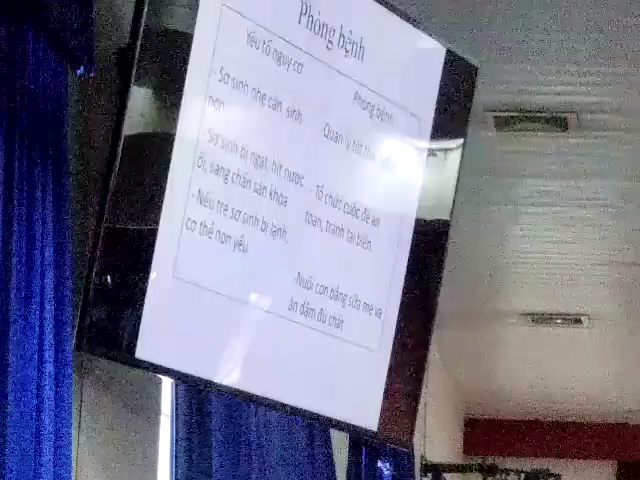 Phòng bệnh
Yếu tố nguy cơ
- Sơ sinh nhẹ cân, sinh
non
- Sơ sinh bị ngạt, hít nước
ối, sang chấn sản khoa
- Nếu trẻ sơ sinh bị lạnh,
cơ thể non yếu
Phòng bệnh
- Quản lý tốt thai
- Tổ chức cuộc đẻ an
toàn, tránh tai biến.
-Nuôi con bằng sữa mẹ và
ăn dặm đủ chất